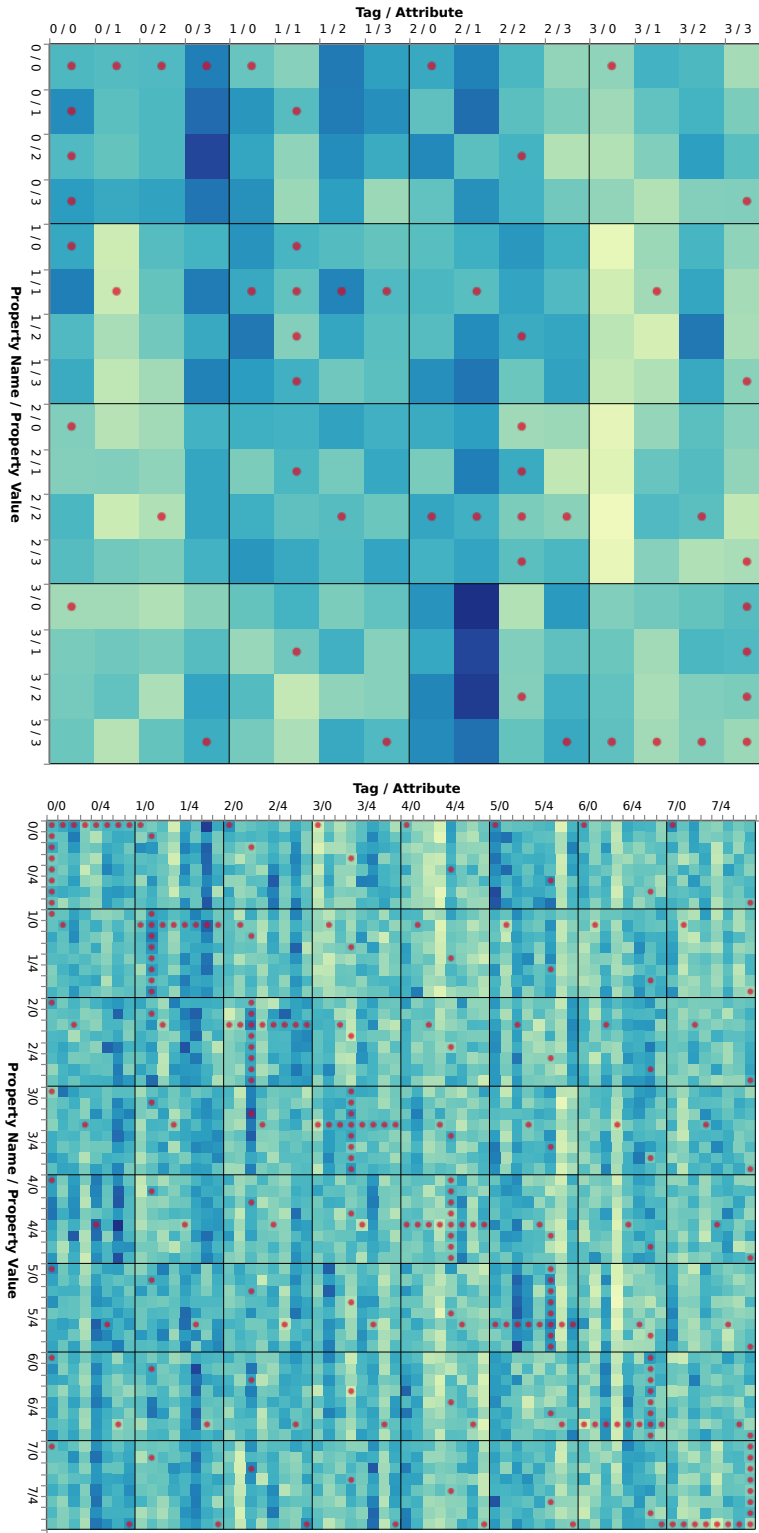 Tag / Attribute
0 / 0 0 / 1 0 / 2 0 / 3 1 / 0 1 / 1 1 / 2 1 / 3 2 / 0 2 / 1 2 / 2 2 / 3 3 / 0 3 / 1 3 / 2 3 / 3
Property Name / Property Value
0 / 0
0 / 1
0 / 2
0 / 3
1 / 0
1 / 1
1 / 2
1 / 3
2 / 0
2 / 1
2 / 2
2 / 3
3 / 0
3 / 1
3 / 2
3 / 3
Tag / Attribute
0/0 0/4 1/0 1/4 2/0 2/4 3/0 3/4 4/0 4/4 5/0 5/4 6/0 6/4 7/0 7/4
Property Name / Property Value
0/0
0/4
1/0
1/4
2/0
2/4
3/0
3/4
4/0
4/4
5/0
5/4
6/0
6/4
7/0
7/4